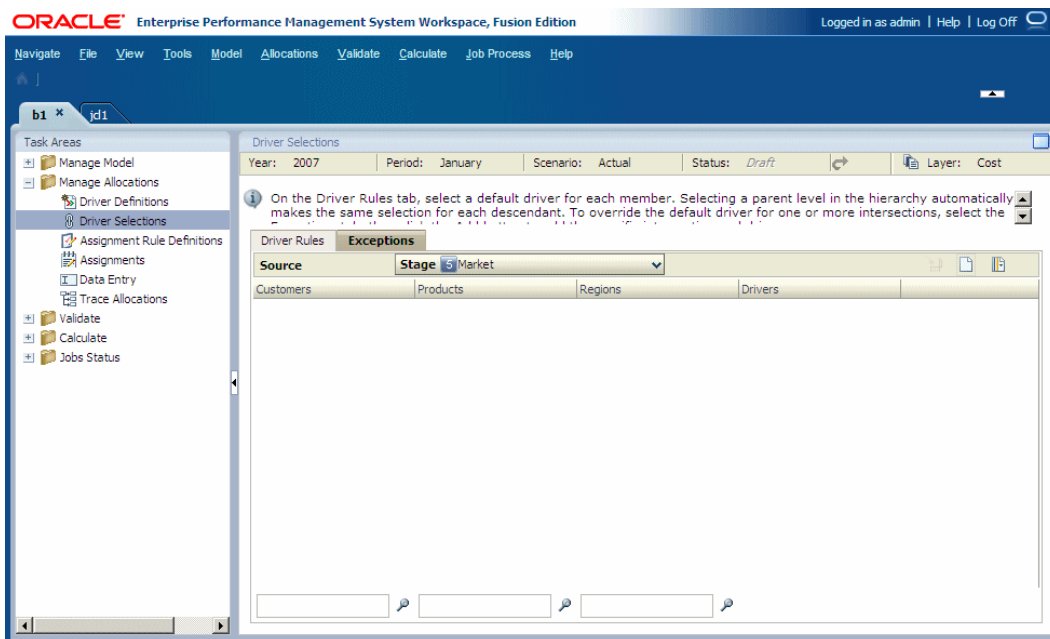 ORACLE Enterprise Performance Management System Workspace, Fusion Edition Logged in as admin | Help | Log Off
Navigate File View Tools Model Allocations Validate Calculate Job Process Help
b1 jd1
Task Areas
Manage Model
Manage Allocations
Driver Definitions
Driver Selections
Assignment Rule Definitions
Assignments
Data Entry
Trace Allocations
Validate
Calculate
Jobs Status
Driver Selections
Year: 2007 Period: January Scenario: Actual Status: Draft Layer: Cost
On the Driver Rules tab, select a default driver for each member. Selecting a parent level in the hierarchy automatically
makes the same selection for each descendant. To override the default driver for one or more intersections, select the
Driver Rules Exceptions
Source Stage 5 Market
Customers Products Regions Drivers